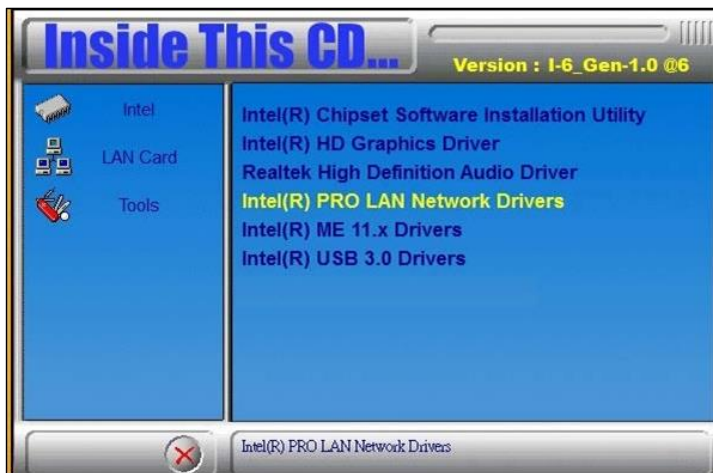 Inside This CD...
Version : I-6_Gen-1.0 @6
Intel
LAN Card
Tools
Intel(R) Chipset Software Installation Utility
Intel(R) HD Graphics Driver
Realtek High Definition Audio Driver
Intel(R) PRO LAN Network Drivers
Intel(R) ME 11.x Drivers
Intel(R) USB 3.0 Drivers
Intel(R) PRO LAN Network Drivers